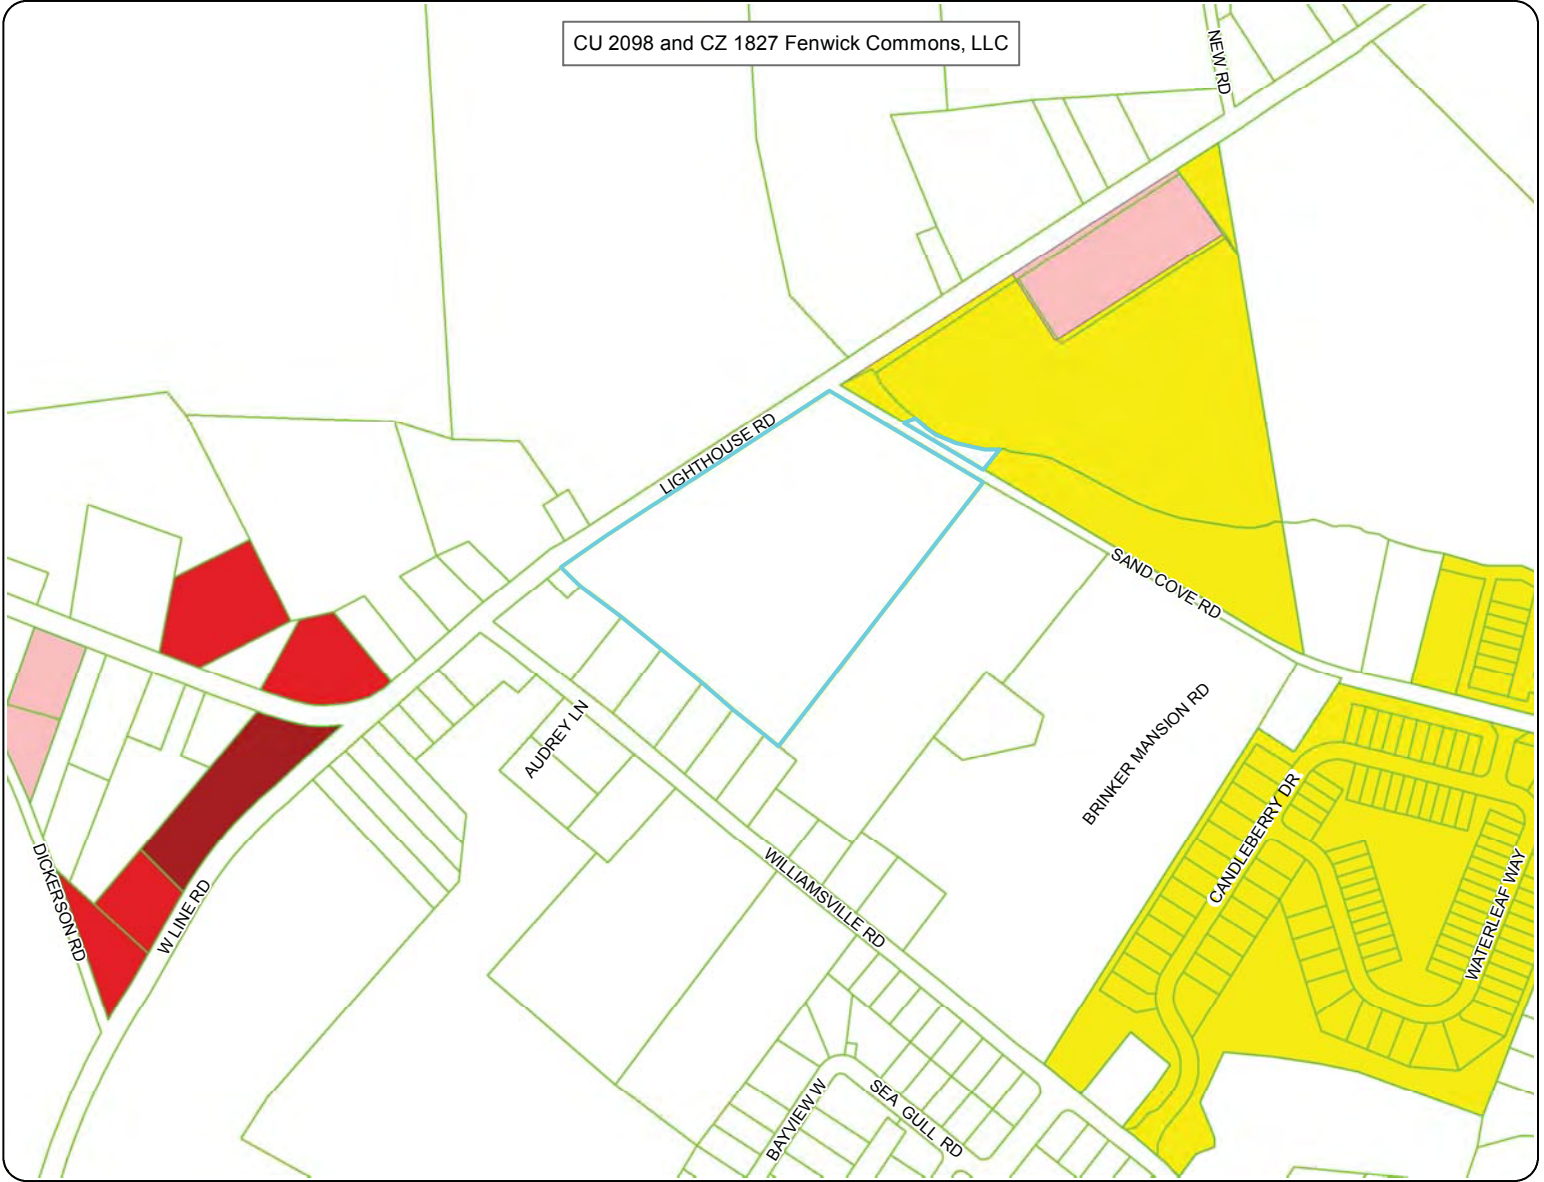 CU 2098 and CZ 1827 Fenwick Commons, LLC
NEW RD
LIGHTHOUSE RD
SAND COVE RD
AUDREY LN
BRINKER MANSION RD
CANDLEBERRY DR
WATERLEAF WAY
DICKERSON RD
W LINE RD
WILLIAMSVILLE RD
BAYVIEW W
SEA GULL RD